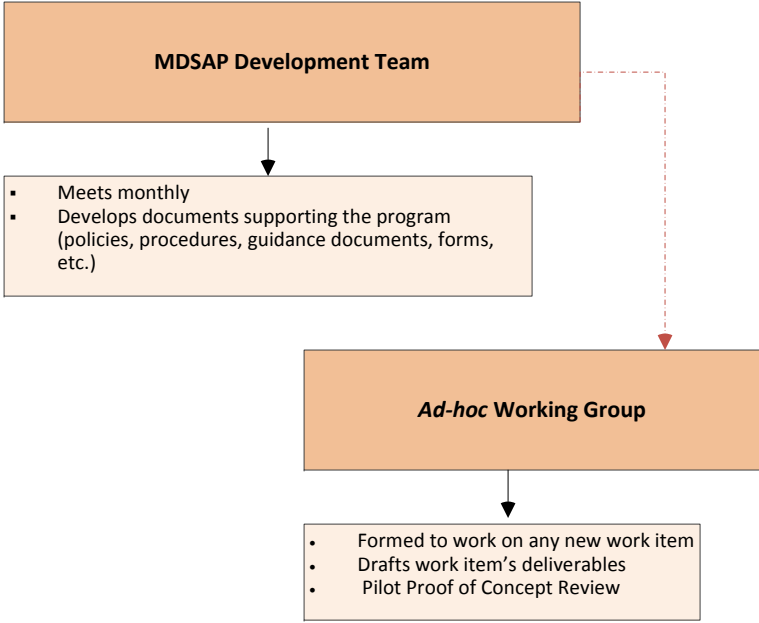 MDSAP Development Team
▪ Meets monthly
▪ Develops documents supporting the program
(policies, procedures, guidance documents, forms,
etc.)
Ad-hoc Working Group
• Formed to work on any new work item
• Drafts work item’s deliverables
• Pilot Proof of Concept Review